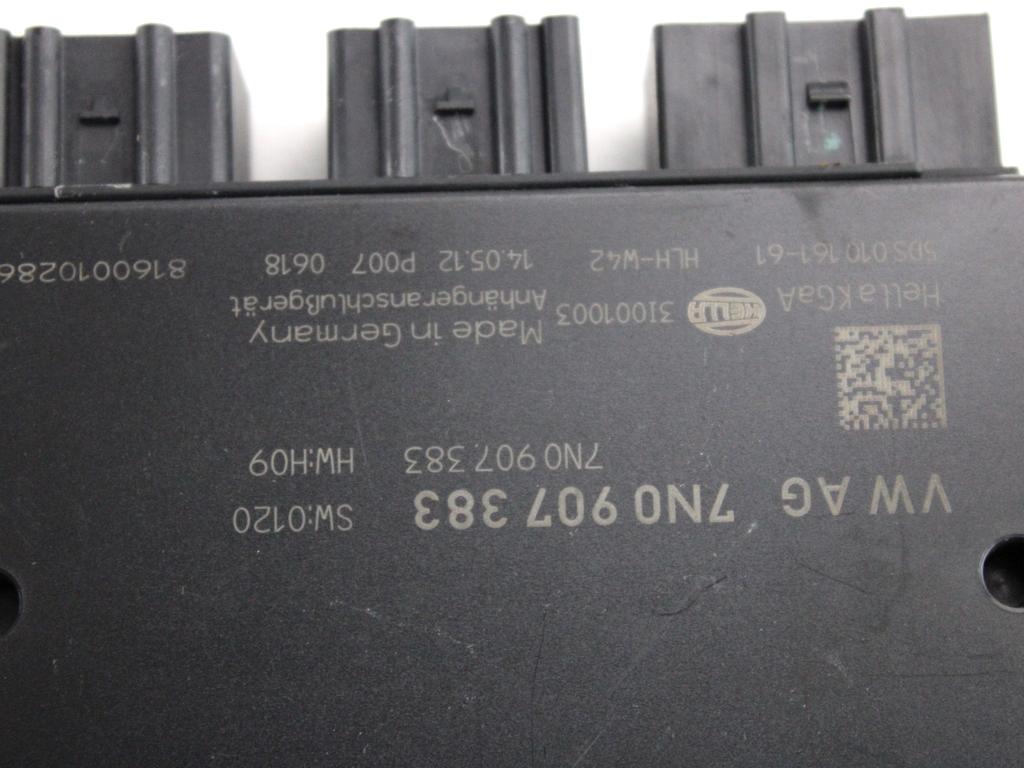 VW AG 7N0 907 383 SW:0120
7N0 907 383 HW:H09
Made in Germany
Hella KGaA HELLA 31001003 Anhängeranschlußgerät
5DS 010 161-61 HLH-W42 14.05.12 P007 0618 8160010286